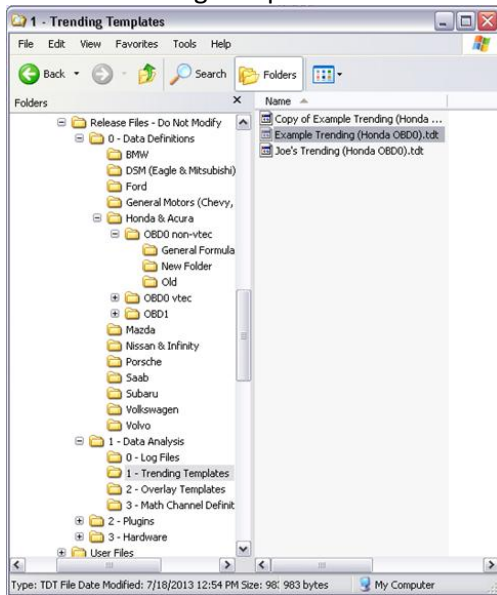 1 - Trending Templates
File Edit View Favorites Tools Help
Back Search Folders
Folders
Release Files - Do Not Modify
0 - Data Definitions
BMW
DSM (Eagle & Mitsubishi)
Ford
General Motors (Chevy,
Honda & Acura
OBD0 non-vtec
General Formula
New Folder
Old
OBD0 vtec
OBD1
Mazda
Nissan & Infinity
Porsche
Saab
Subaru
Volkswagen
Volvo
1 - Data Analysis
0 - Log Files
1 - Trending Templates
2 - Overlay Templates
3 - Math Channel Definit
2 - Plugins
3 - Hardware
User Files
Name
Copy of Example Trending (Honda ...
Example Trending (Honda OBD0).tdt
Joe's Trending (Honda OBD0).tdt
Type: TDT File Date Modified: 7/18/2013 12:54 PM Size: 98 983 bytes My Computer